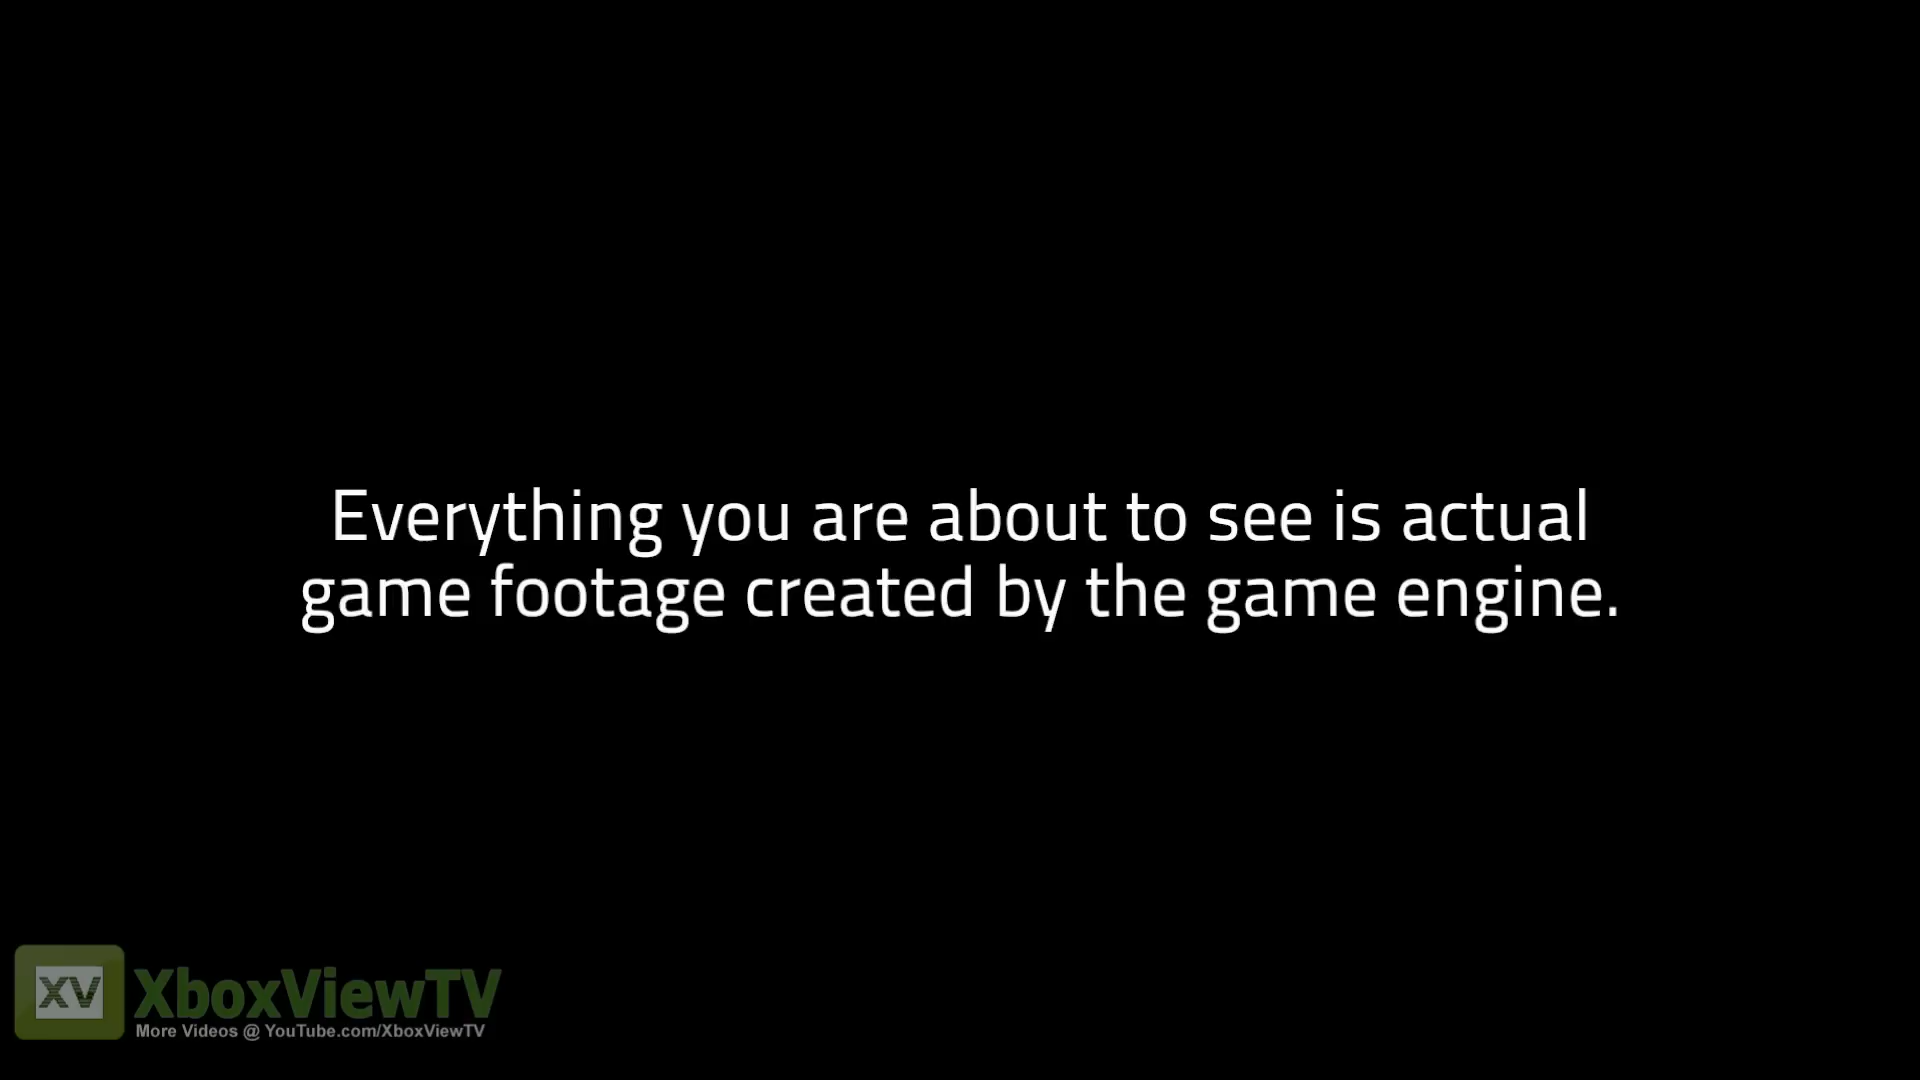 Everything you are about to see is actual
game footage created by the game engine.
XV XboxViewTV
More Videos @ YouTube.com/XboxViewTV